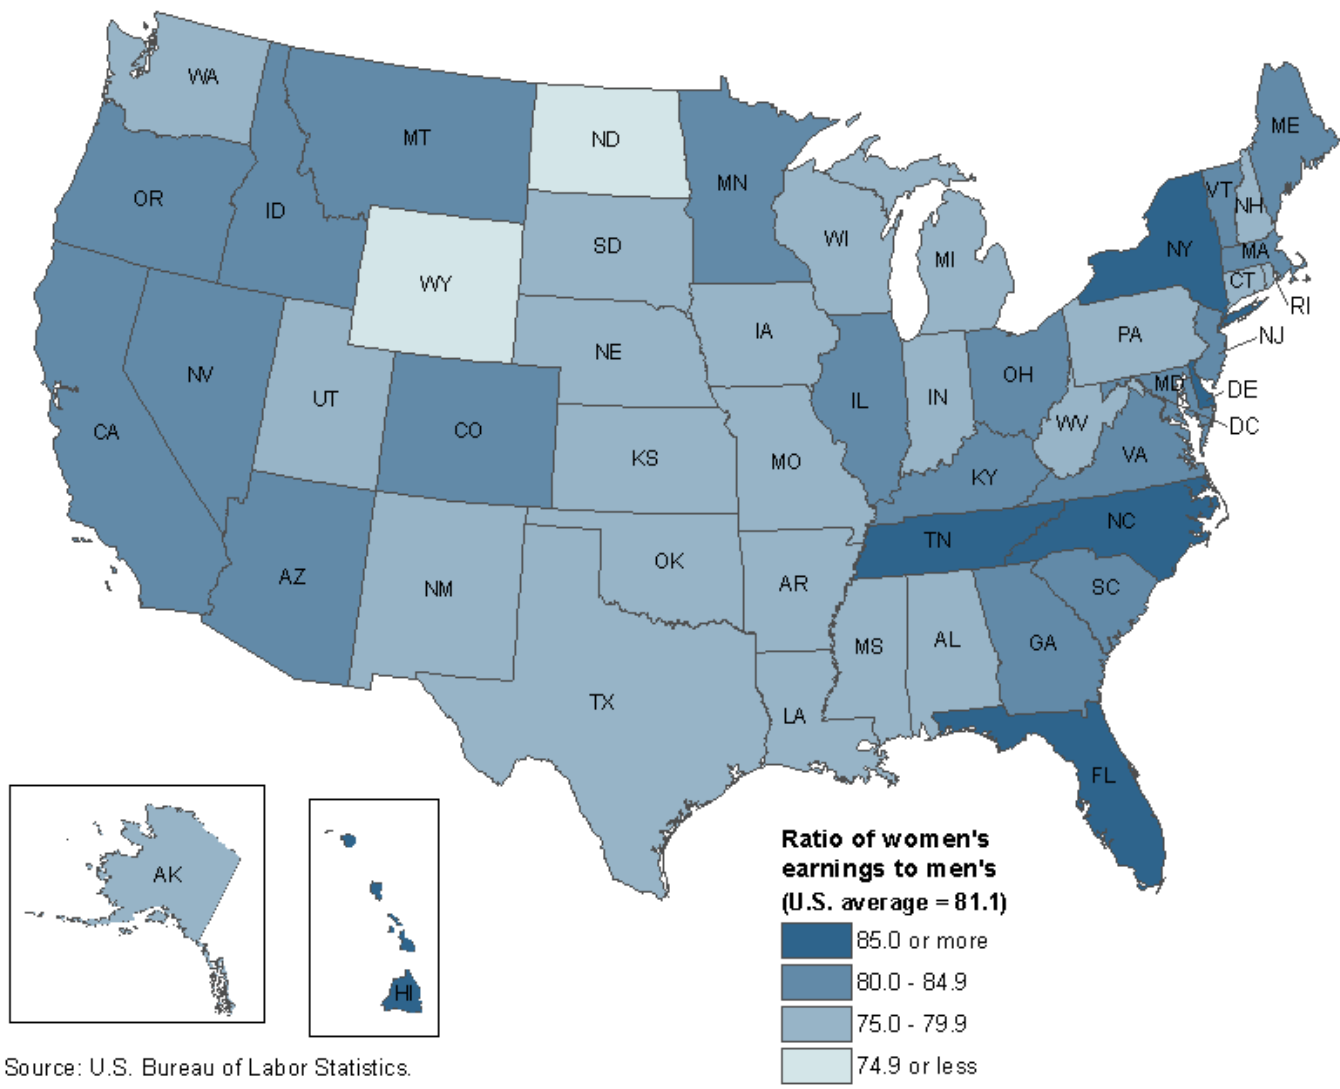 WA
MT
ND
MN
ME
OR
ID
SD
WI
MI
VT
NH
NY
MA
CT
RI
WY
IA
NE
PA
NJ
NV
UT
CO
IL
IN
OH
MD
DE
DC
CA
KS
MO
WV
VA
KY
AZ
NM
OK
AR
TN
NC
SC
TX
LA
MS
AL
GA
FL
AK
HI
Ratio of women's
earnings to men's
(U.S. average = 81.1)
85.0 or more
80.0 - 84.9
75.0 - 79.9
74.9 or less
Source: U.S. Bureau of Labor Statistics.